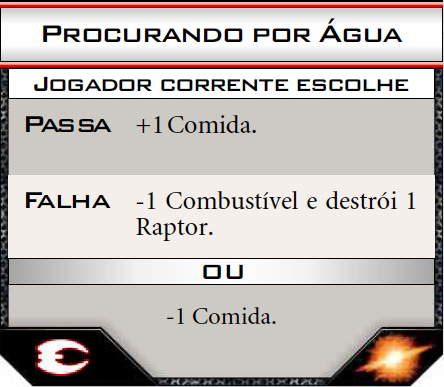 Procurando por Água
Jogador corrente escolhe
Passa +1 Comida.
Falha -1 Combustível e destrói 1
Raptor.
OU
-1 Comida.